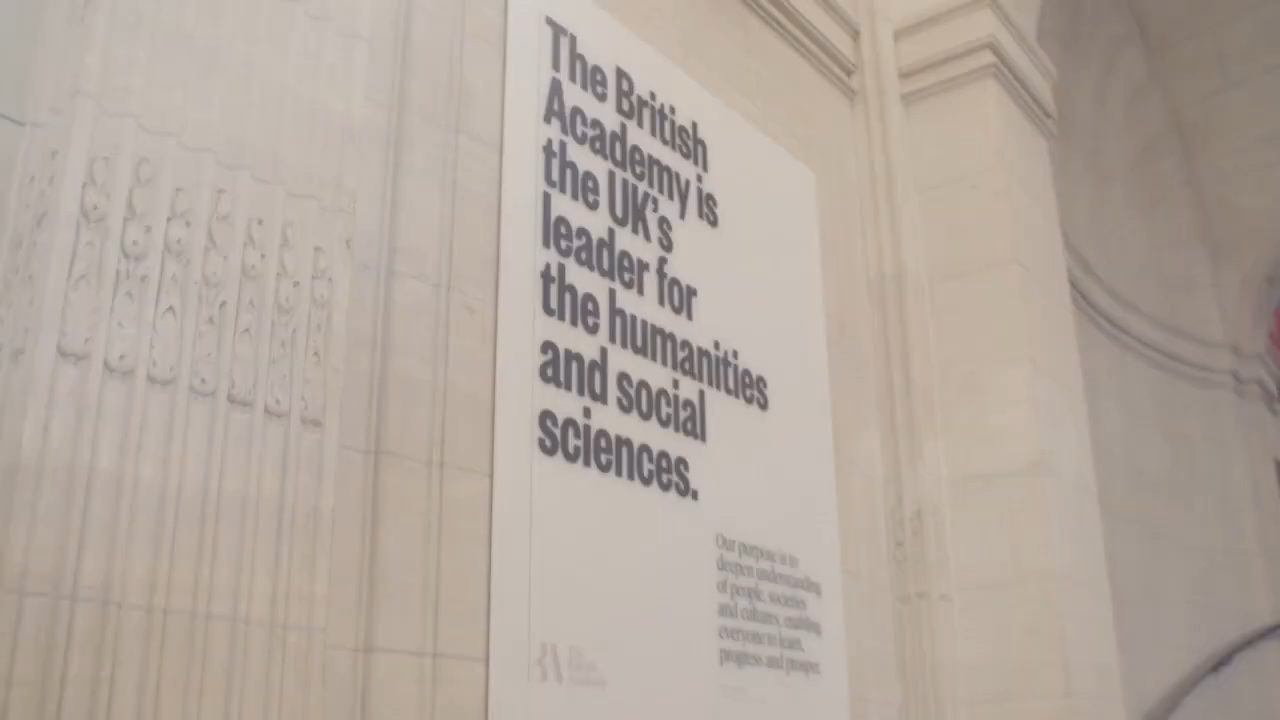 The British
Academy is
the UK's
leader for
the humanities
and social
sciences.
Our purpose is to
deepen understanding
of people, societies
and cultures, enabling
everyone to learn,
progress and prosper.